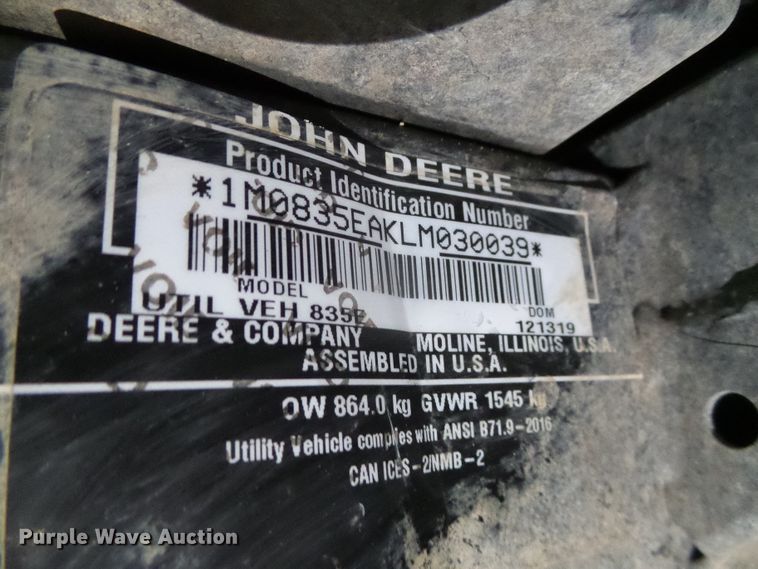 JOHN DEERE
Product Identification Number
*1M0835EAKLM030039*
MODEL
UTIL VEH 835E
DOM
121319
DEERE & COMPANY MOLINE, ILLINOIS, U.S.A.
ASSEMBLED IN U.S.A.
OW 864.0 kg GVWR 1545 kg
Utility Vehicle complies with ANSI B71.9-2016
CAN ICES-2/NMB-2
Purple Wave Auction